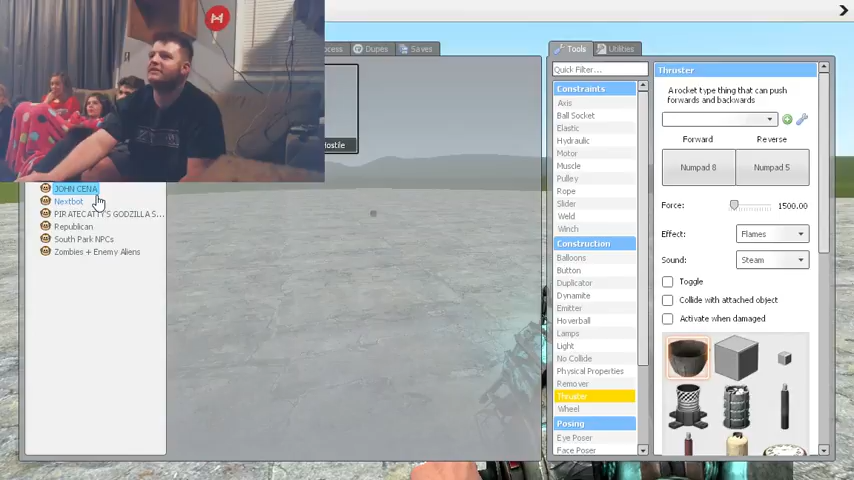 ocess
Dupes
Saves
ostile
JOHN CENA
Nextbot
PIRATECATTY'S GODZILLA S...
Republican
South Park NPCs
Zombies + Enemy Aliens
Tools
Utilities
Quick Filter...
Constraints
Axis
Ball Socket
Elastic
Hydraulic
Motor
Muscle
Pulley
Rope
Slider
Weld
Winch
Construction
Balloons
Button
Duplicator
Dynamite
Emitter
Hoverball
Lamps
Light
No Collide
Physical Properties
Remover
Thruster
Wheel
Posing
Eye Poser
Face Poser
Thruster
A rocket type thing that can push
forwards and backwards
Forward
Reverse
Numpad 8
Numpad 5
Force:
1500.00
Effect:
Flames
Sound:
Steam
Toggle
Collide with attached object
Activate when damaged